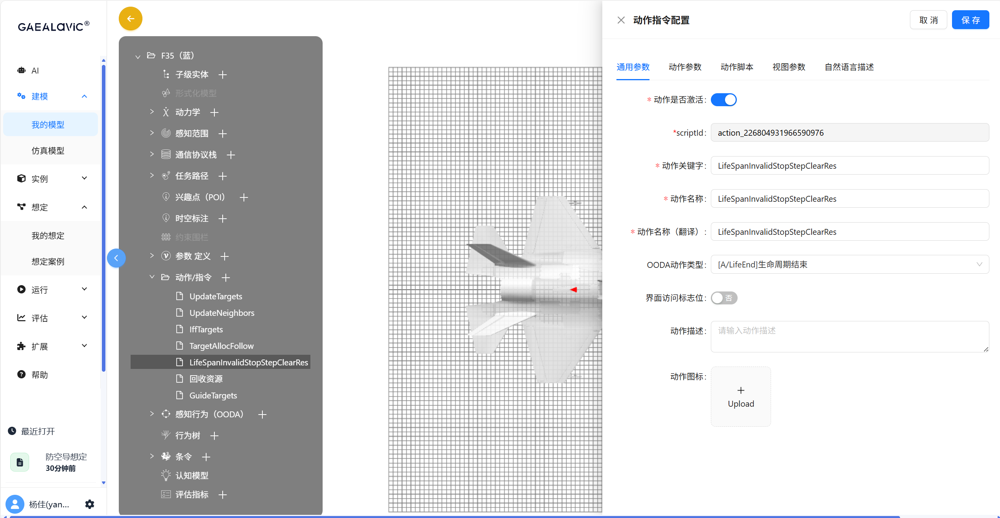 GAEALaViC®
AI
建模
我的模型
仿真模型
实例
想定
我的想定
想定案例
运行
评估
扩展
帮助
最近打开
防空导想定
30分钟前
杨佳(yan...
F35（蓝）
子级实体
形式化模型
动力学
感知范围
通信协议栈
任务路径
兴趣点（POI）
时空标注
约束围栏
参数 定义
动作/指令
UpdateTargets
UpdateNeighbors
IffTargets
TargetAllocFollow
LifeSpanInvalidStopStepClearRes
回收资源
GuideTargets
感知行为（OODA）
行为树
条令
认知模型
评估指标
动作指令配置
取 消
保 存
通用参数 动作参数 动作脚本 视图参数 自然语言描述
* 动作是否激活:
*scriptId: action_226804931966590976
* 动作关键字: LifeSpanInvalidStopStepClearRes
* 动作名称: LifeSpanInvalidStopStepClearRes
* 动作名称（翻译）: LifeSpanInvalidStopStepClearRes
OODA动作类型: [A/LifeEnd]生命周期结束
界面访问标志位: 否
动作描述: 请输入动作描述
动作图标:
Upload